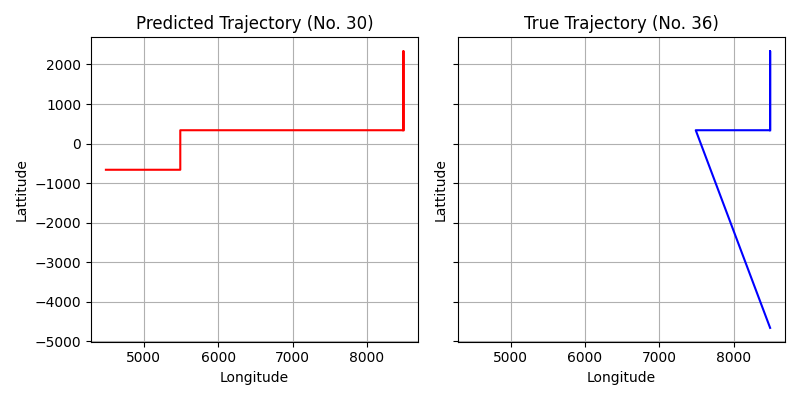 Predicted Trajectory (No. 30)
True Trajectory (No. 36)
2000
1000
0
−1000
−2000
−3000
−4000
−5000
Lattitude
Lattitude
5000 6000 7000 8000
5000 6000 7000 8000
Longitude
Longitude